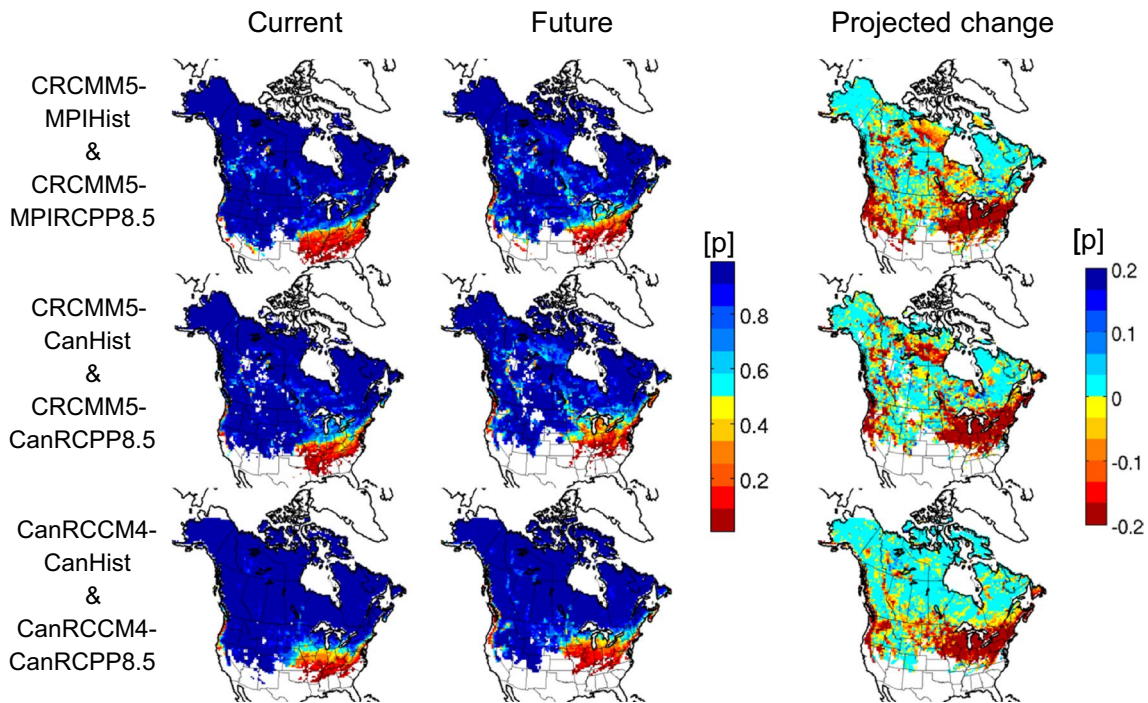 Current Future Projected change
CRCMM5-
MPIHist
&
CRCMM5-
MPIRCPP8.5
[p]
0.8
0.6
0.4
0.2
[p]
0.2
0.1
0
-0.1
-0.2
CRCMM5-
CanHist
&
CRCMM5-
CanRCPP8.5
CanRCCM4-
CanHist
&
CanRCCM4-
CanRCPP8.5